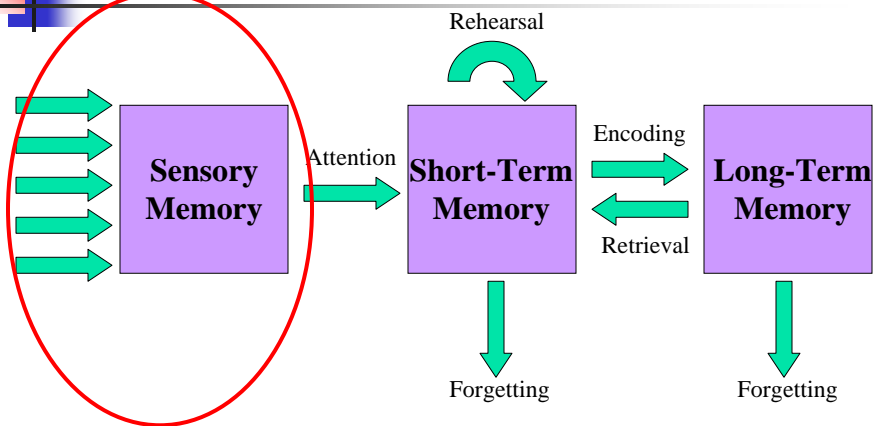 Rehearsal
Sensory
Memory
Attention
Short-Term
Memory
Encoding
Retrieval
Long-Term
Memory
Forgetting
Forgetting